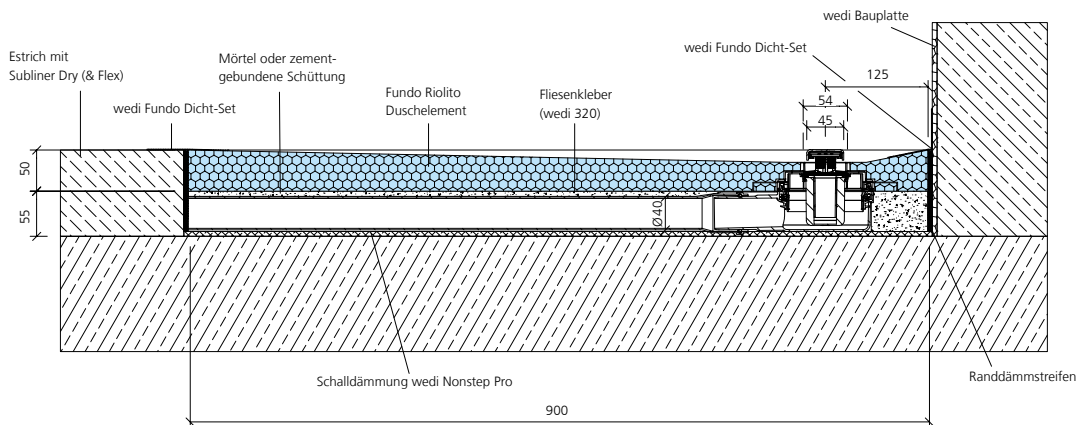 wedi Bauplatte
wedi Fundo Dicht-Set
Estrich mit
Subliner Dry (& Flex)
Mörtel oder zement-
gebundene Schüttung
wedi Fundo Dicht-Set
Fundo Riolito
Duschelement
Fliesenkleber
(wedi 320)
125
54
45
50
55
Ø40
Schalldämmung wedi Nonstep Pro
Randdämmstreifen
900